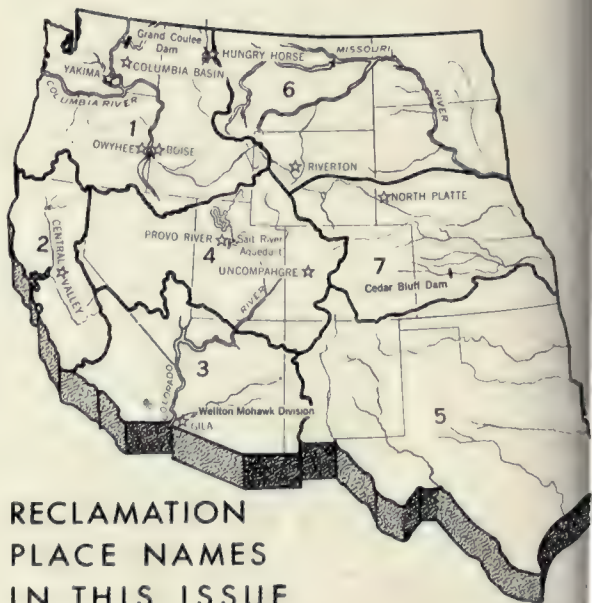 Grand Coulee
Dam
HUNGRY HORSE
MISSOURI
YAKIMA
COLUMBIA BASIN
COLUMBIA RIVER
6
RIVER
1
OWYHEE
BOISE
RIVERTON
NORTH PLATTE
2
CENTRAL
VALLEY
PROVO RIVER
Salt River
Aqueduct
4
UNCOMPAHGRE
7
Cedar Bluff Dam
RIVER
COLORADO
3
Wellton Mohawk Division
GILA
5
RECLAMATION
PLACE NAMES
IN THIS ISSUE